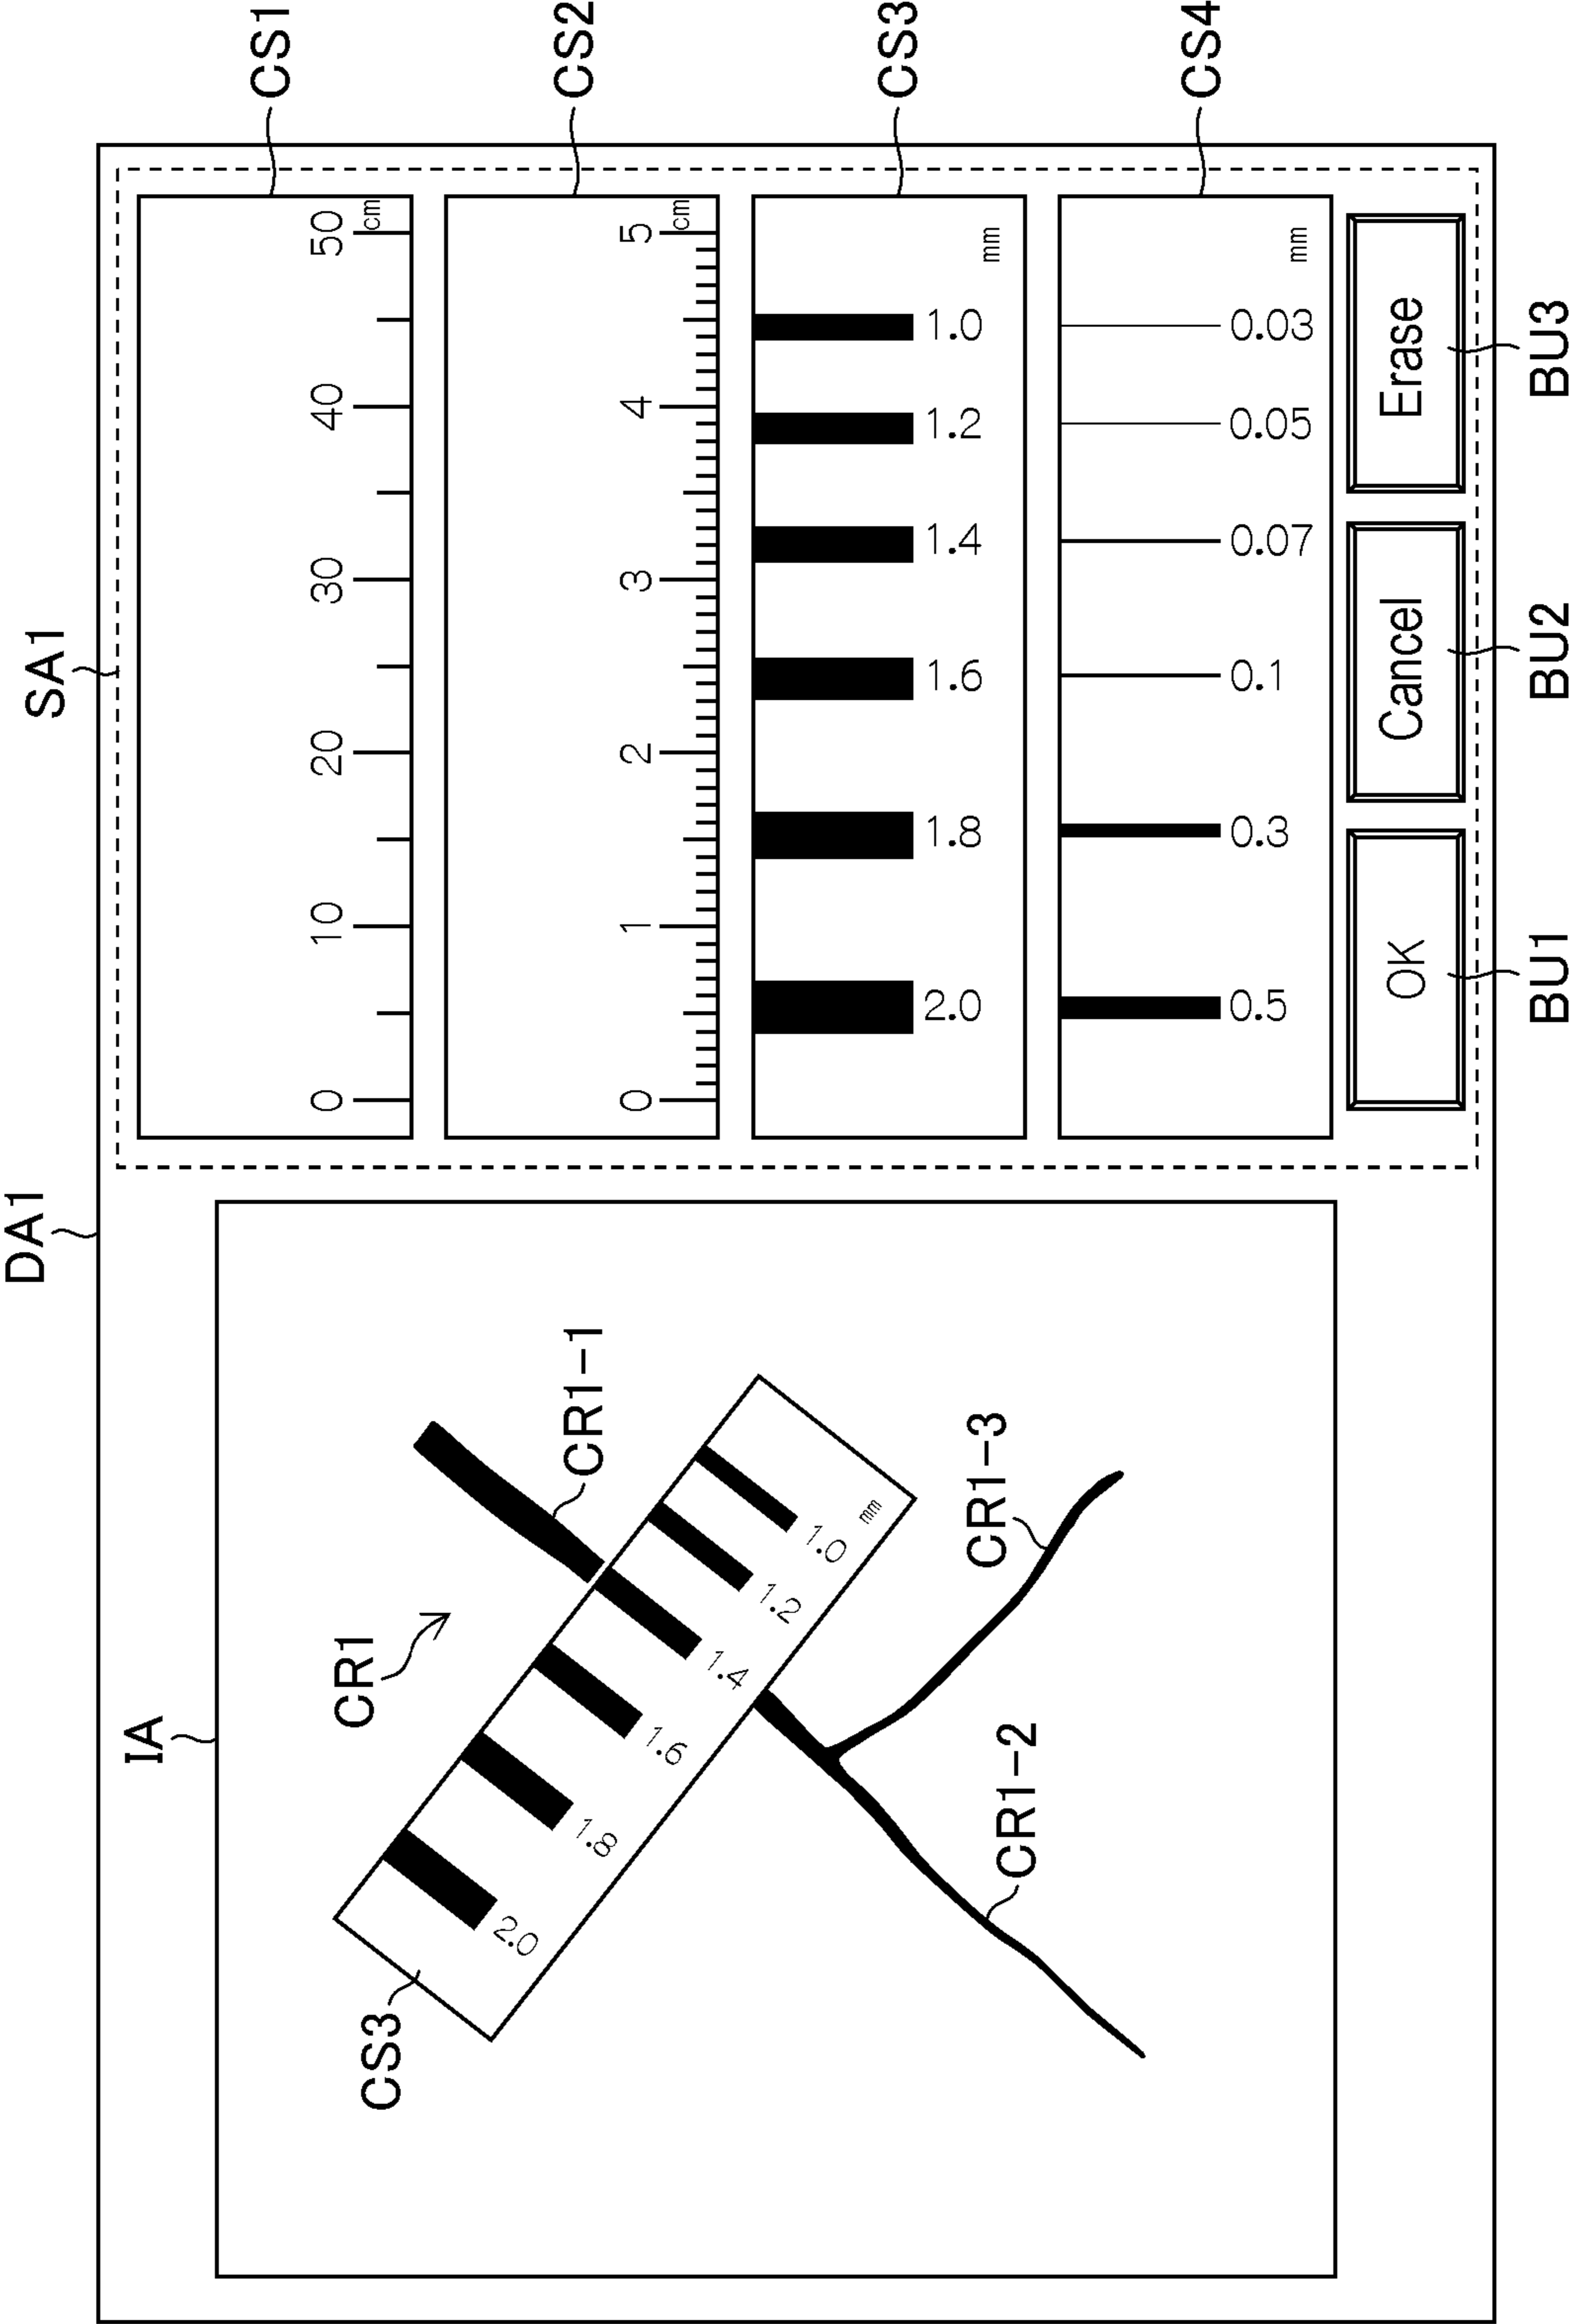 DA1
SA1
IA
CR1
CS3
CR1-1
2.0
1.8
1.6
1.4
1.2
1.0
mm
CR1-3
CR1-2
0 10 20 30 40 50
cm
CS1
0 1 2 3 4 5
cm
CS2
2.0 1.8 1.6 1.4 1.2 1.0
mm
CS3
0.5 0.3 0.1 0.07 0.05 0.03
mm
CS4
OK Cancel Erase
BU1 BU2 BU3